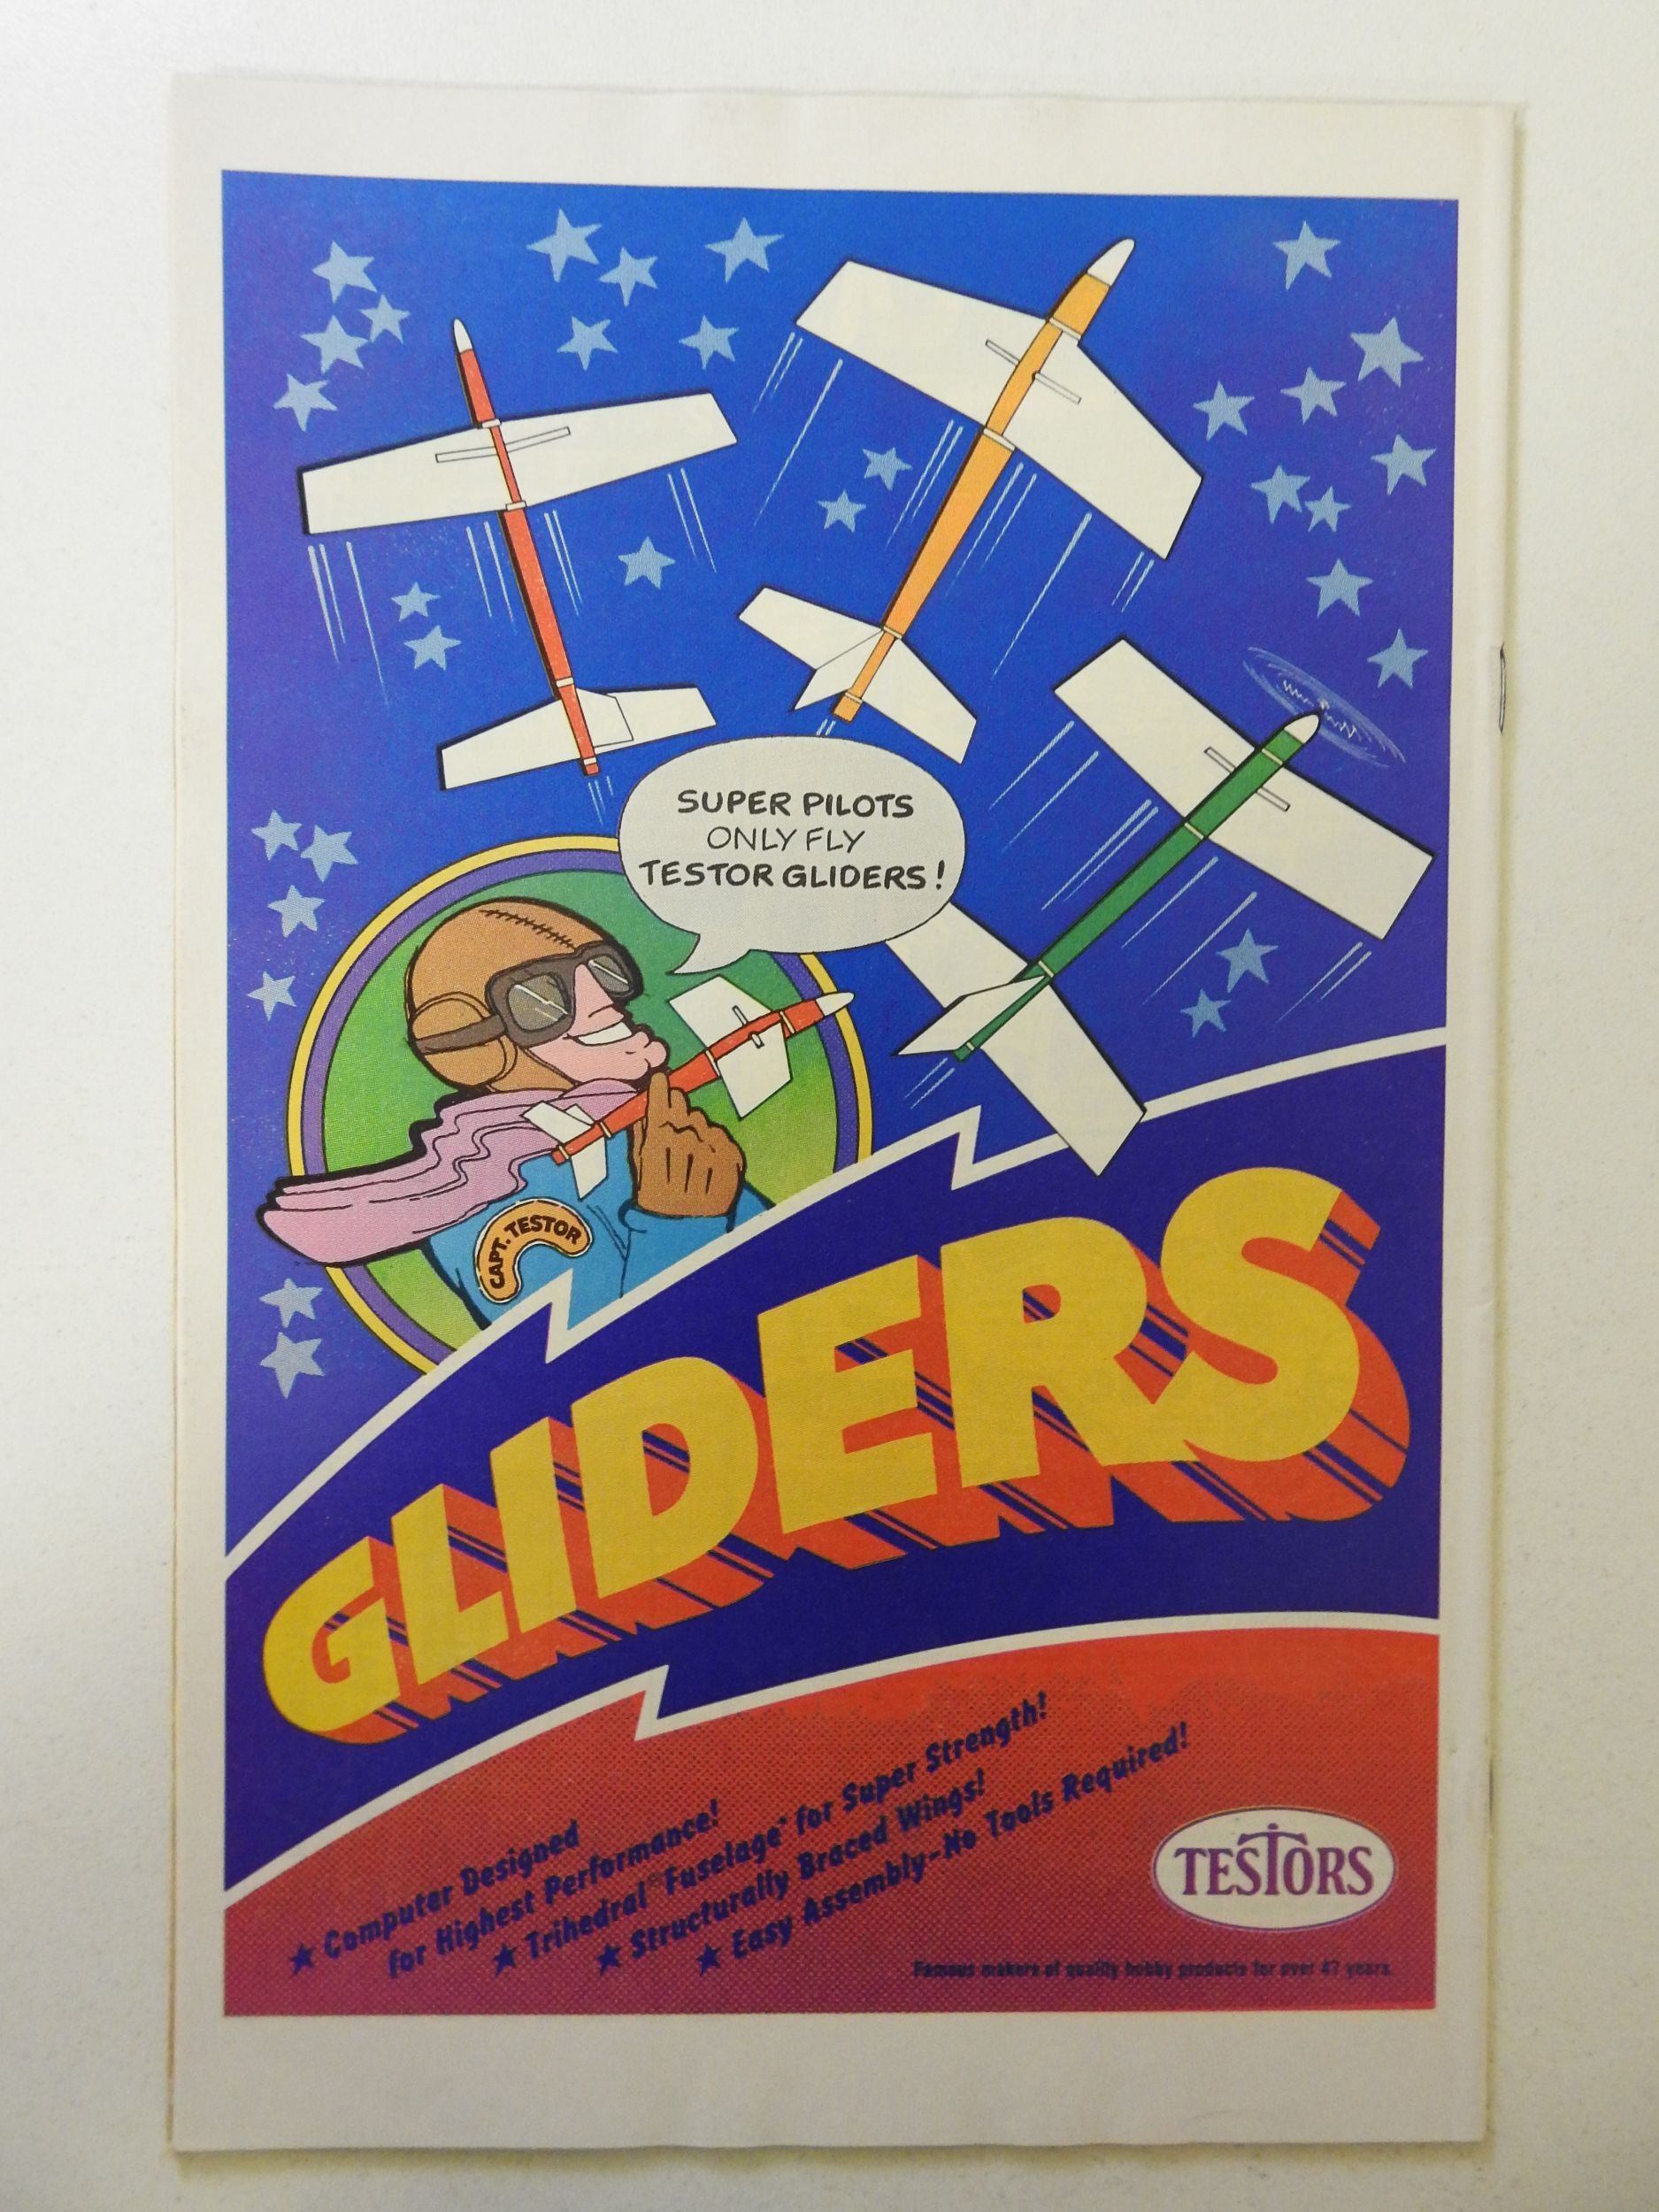 SUPER PILOTS
ONLY FLY
TESTOR GLIDERS!
CAPT. TESTOR
GLIDERS
★ Computer Designed
for Highest Performance!
★ Trihedral® Fuselage* for Super Strength!
★ Structurally Braced Wings!
★ Easy Assembly-No Tools Required!
TESTORS
Famous makers of quality hobby products for over 47 years.